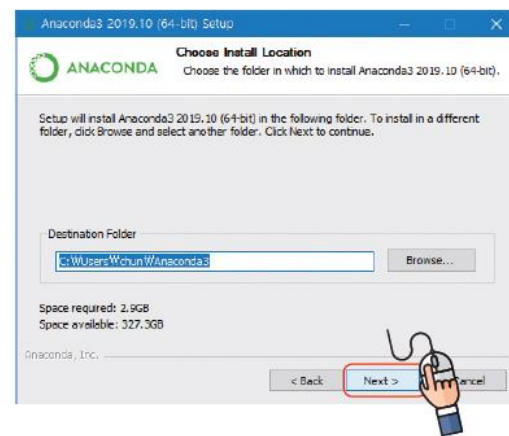 Anaconda3 2019.10 (64-bit) Setup
ANACONDA
Choose Install Location
Choose the folder in which to install Anaconda3 2019.10 (64-bit).
Setup will install Anaconda3 2019.10 (64-bit) in the following folder. To install in a different
folder, click Browse and select another folder. Click Next to continue.
Destination Folder
C:₩Users₩chun₩Anaconda3
Browse...
Space required: 2.9GB
Space available: 327.3GB
Anaconda, Inc.
< Back
Next >